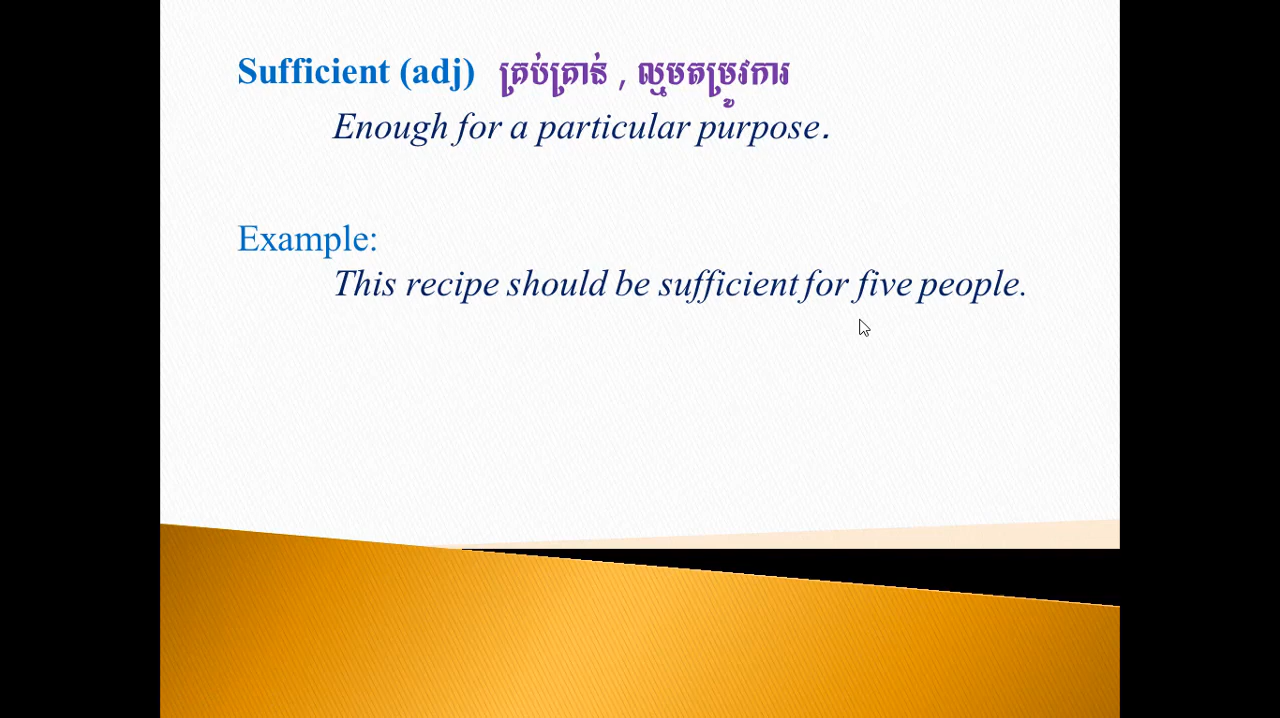 Sufficient (adj) គ្រប់គ្រាន់ , ល្មមតម្រូវការ
Enough for a particular purpose.
Example:
This recipe should be sufficient for five people.